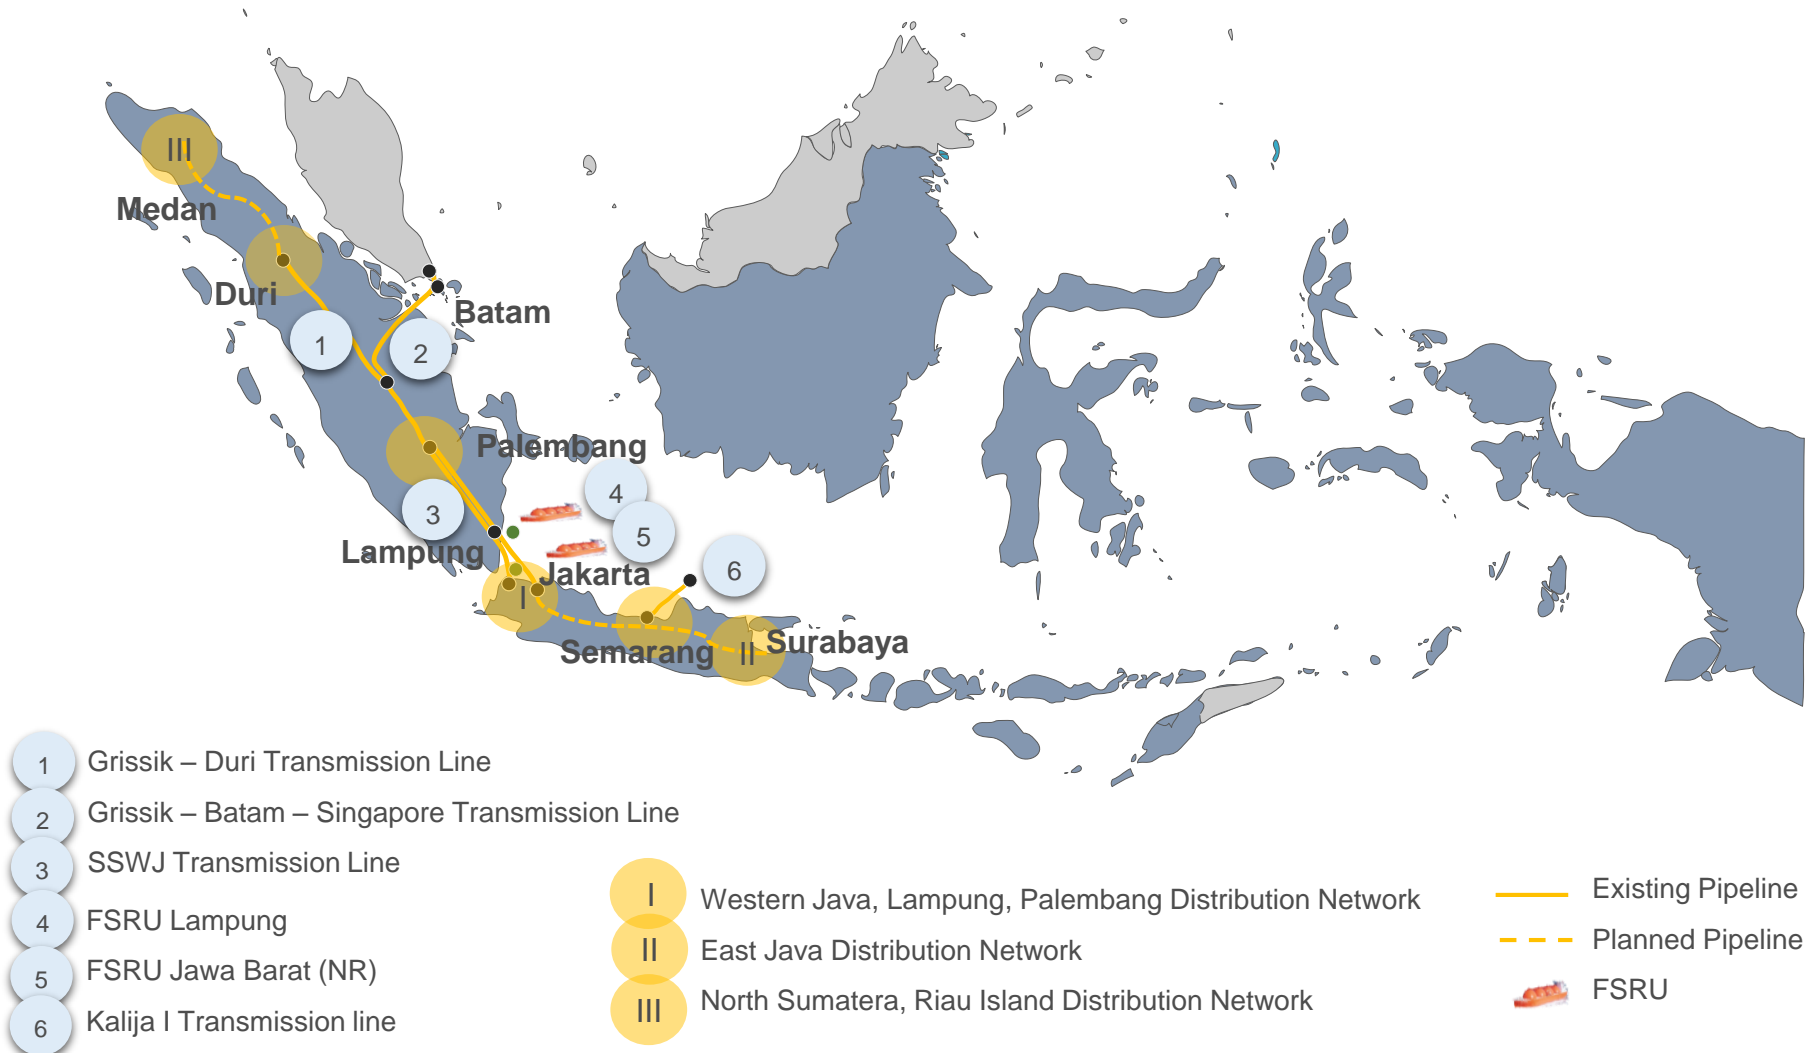 III
Medan
Duri
Batam
1
2
Palembang
3
4
5
Lampung
Jakarta
6
I
Semarang
II
Surabaya
1 Grissik – Duri Transmission Line
2 Grissik – Batam – Singapore Transmission Line
3 SSWJ Transmission Line
4 FSRU Lampung
5 FSRU Jawa Barat (NR)
6 Kalija I Transmission line
I Western Java, Lampung, Palembang Distribution Network
II East Java Distribution Network
III North Sumatera, Riau Island Distribution Network
Existing Pipeline
Planned Pipeline
FSRU